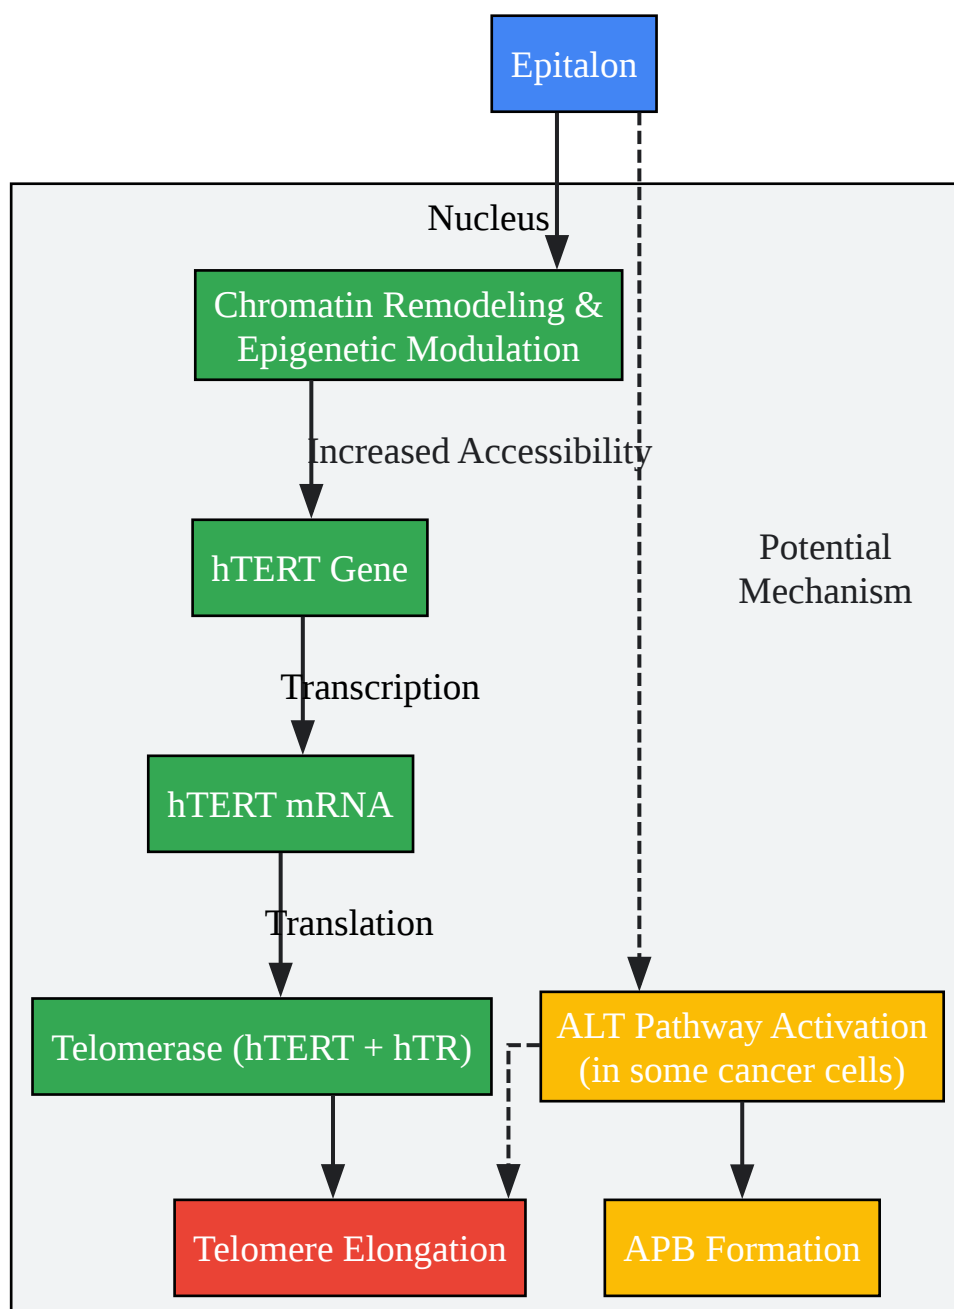 Epitalon
Nucleus
Chromatin Remodeling &
Epigenetic Modulation
Increased Accessibility
hTERT Gene
Potential
Mechanism
Transcription
hTERT mRNA
Translation
Telomerase (hTERT + hTR)
ALT Pathway Activation
(in some cancer cells)
Telomere Elongation
APB Formation